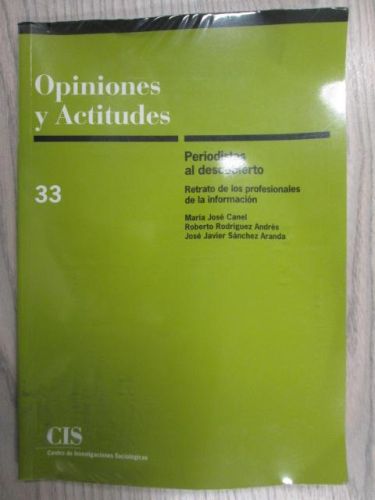 Opiniones
y Actitudes
33
Periodistas
al descubierto
Retrato de los profesionales
de la información
María José Canel
Roberto Rodríguez Andrés
José Javier Sánchez Aranda
CIS
Centro de Investigaciones Sociológicas